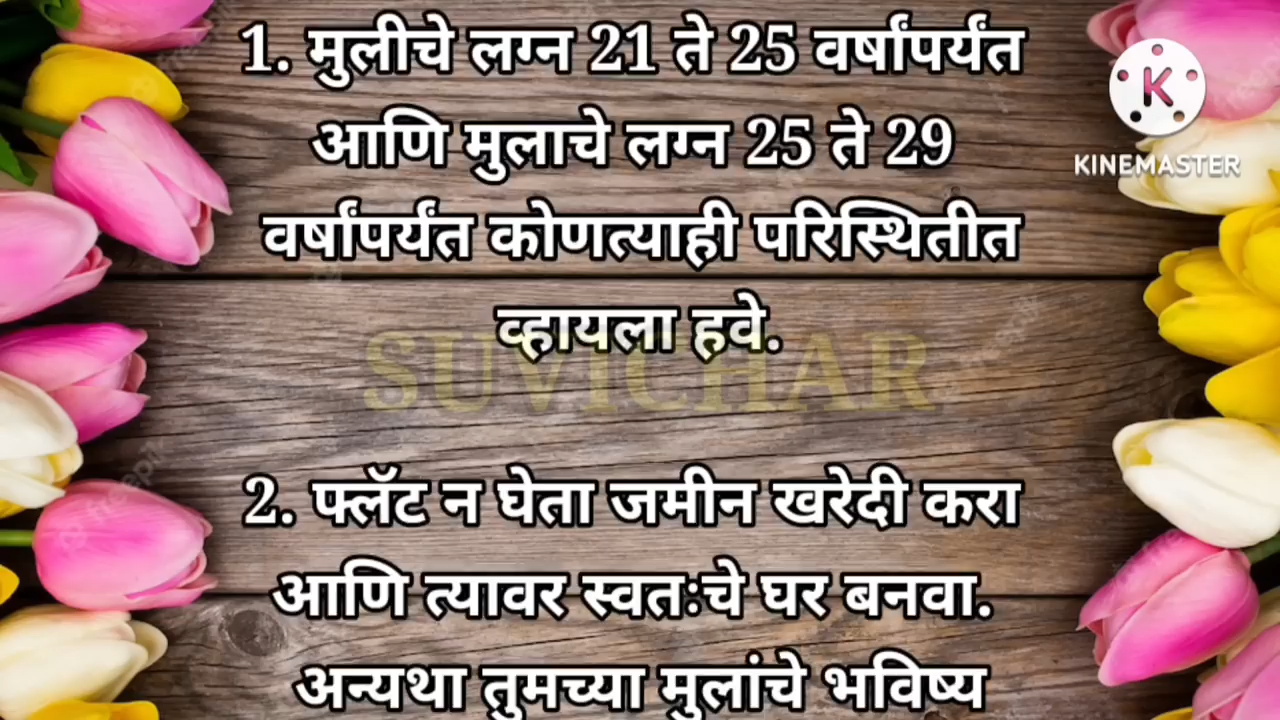 1. मुलीचे लग्न 21 ते 25 वर्षांपर्यंत
आणि मुलाचे लग्न 25 ते 29
वर्षांपर्यंत कोणत्याही परिस्थितीत
व्हायला हवे.
SUVICHAR
2. फ्लॅट न घेता जमीन खरेदी करा
आणि त्यावर स्वतःचे घर बनवा.
अन्यथा तुमच्या मुलांचे भविष्य
K
KINEMASTER